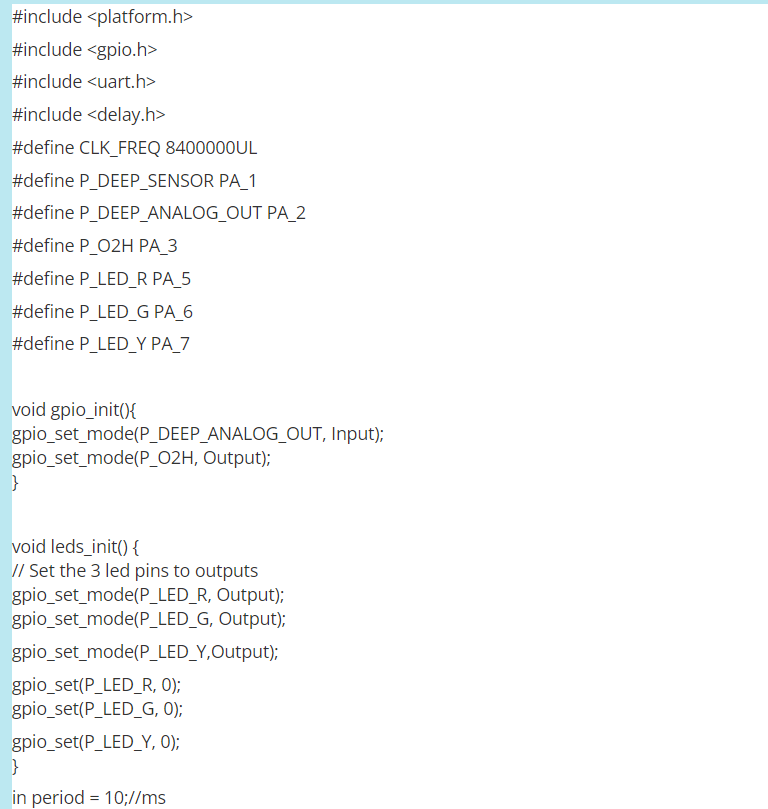 #include <platform.h>
#include <gpio.h>
#include <uart.h>
#include <delay.h>
#define CLK_FREQ 8400000UL
#define P_DEEP_SENSOR PA_1
#define P_DEEP_ANALOG_OUT PA_2
#define P_O2H PA_3
#define P_LED_R PA_5
#define P_LED_G PA_6
#define P_LED_Y PA_7
void gpio_init(){
gpio_set_mode(P_DEEP_ANALOG_OUT, Input);
gpio_set_mode(P_O2H, Output);
}
void leds_init() {
// Set the 3 led pins to outputs
gpio_set_mode(P_LED_R, Output);
gpio_set_mode(P_LED_G, Output);
gpio_set_mode(P_LED_Y,Output);
gpio_set(P_LED_R, 0);
gpio_set(P_LED_G, 0);
gpio_set(P_LED_Y, 0);
}
in period = 10;//ms